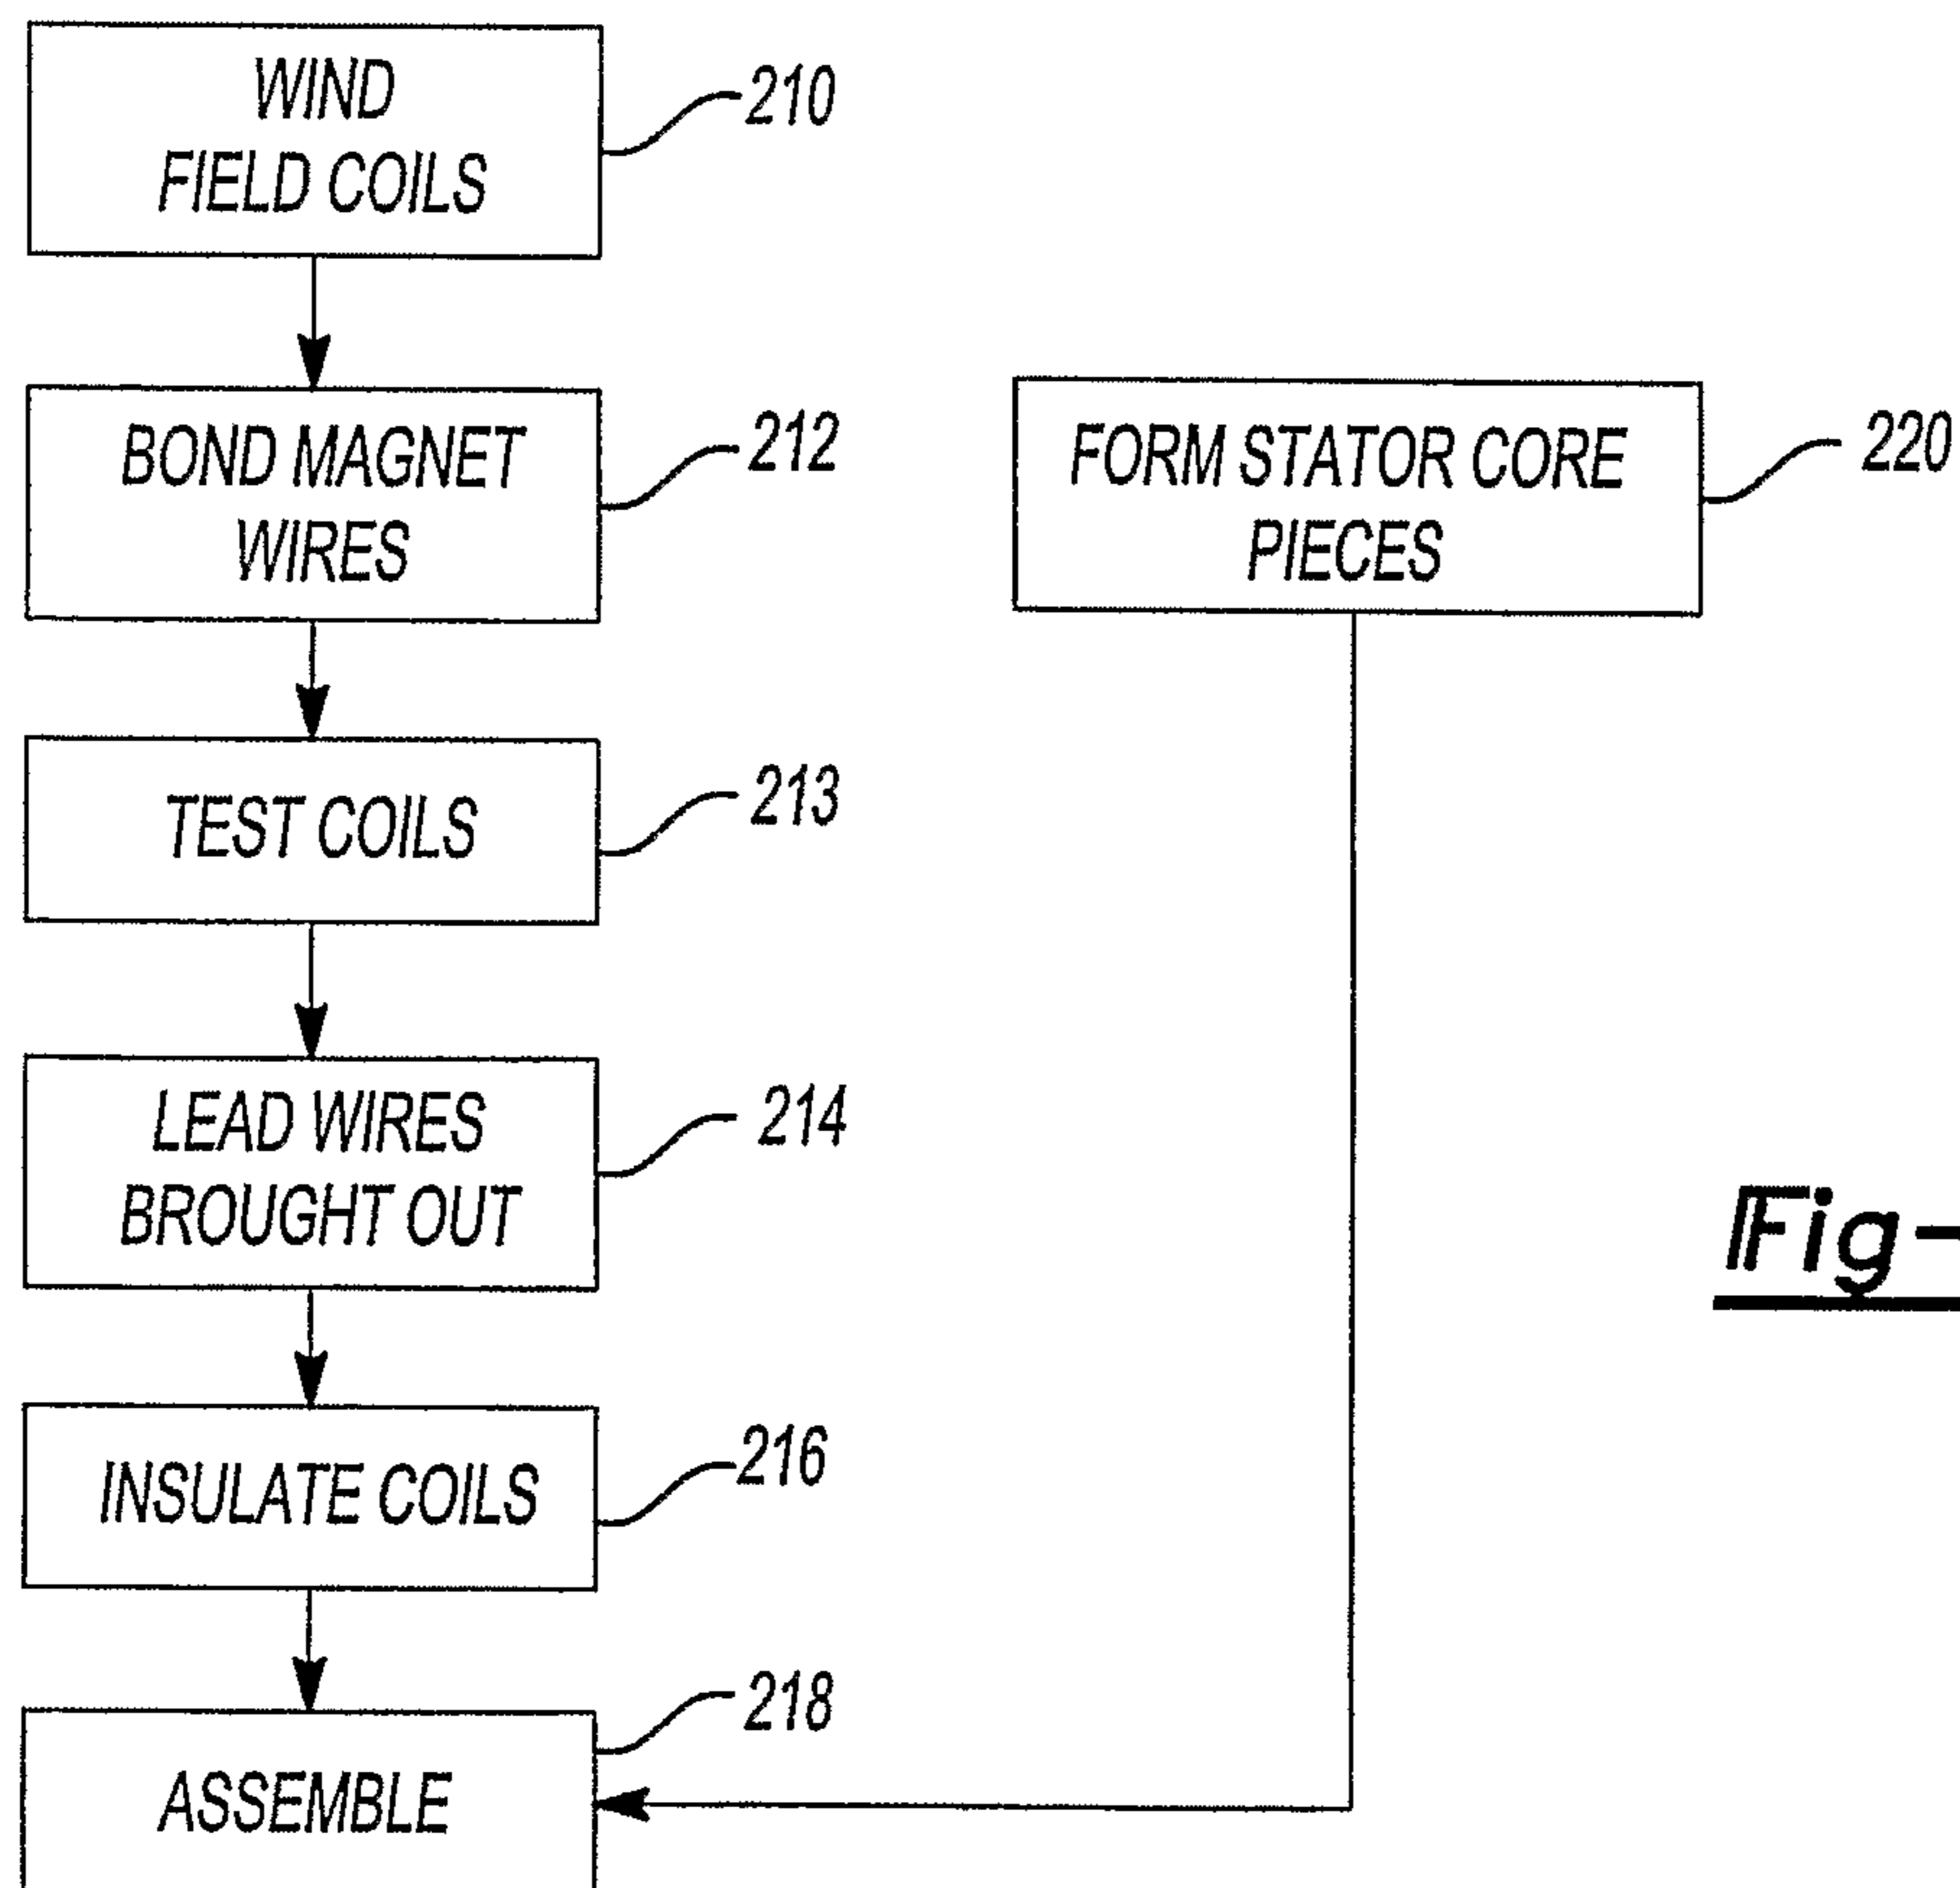 WIND
FIELD COILS
210
BOND MAGNET
WIRES
212
FORM STATOR CORE
PIECES
220
TEST COILS
213
LEAD WIRES
BROUGHT OUT
214
Fig-
INSULATE COILS
216
218
ASSEMBLE